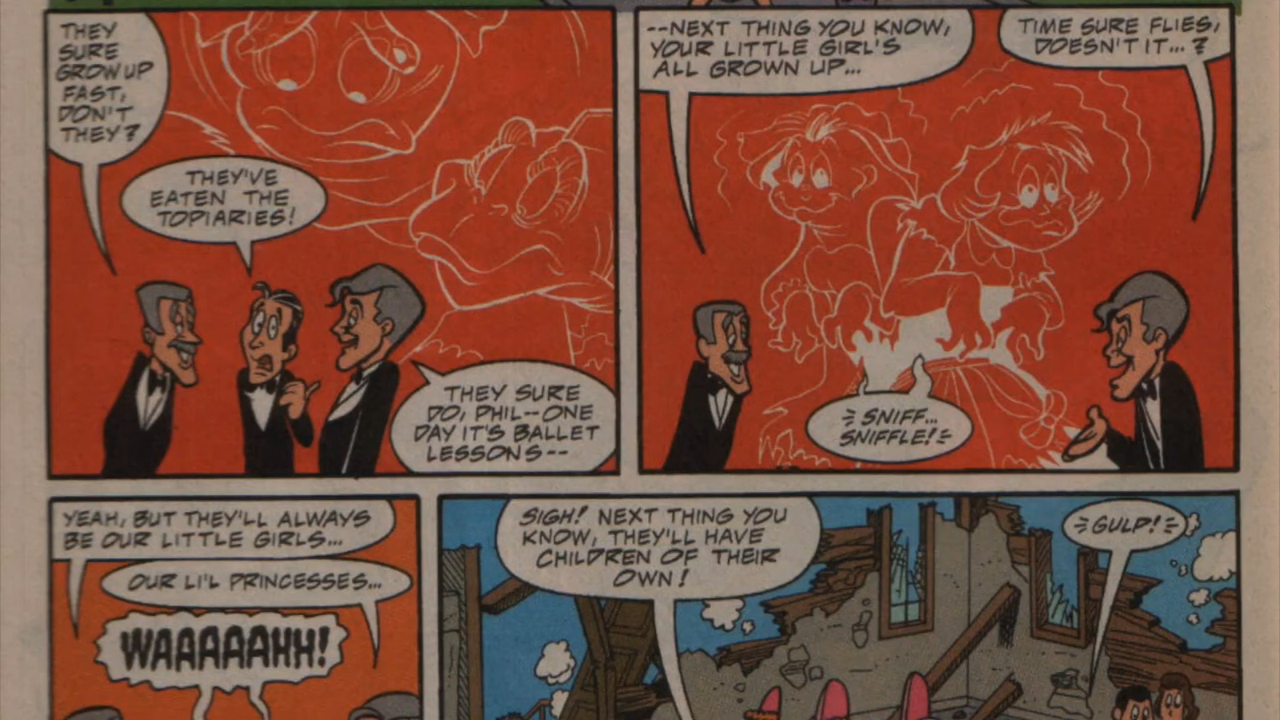 THEY
SURE
GROW UP
FAST,
DON'T
THEY?
THEY'VE
EATEN THE
TOPIARIES!
THEY SURE
DO, PHIL--ONE
DAY IT'S BALLET
LESSONS--
--NEXT THING YOU KNOW,
YOUR LITTLE GIRL'S
ALL GROWN UP...
TIME SURE FLIES,
DOESN'T IT...?
SNIFF...
SNIFFLE!
YEAH, BUT THEY'LL ALWAYS
BE OUR LITTLE GIRLS...
OUR LI'L PRINCESSES...
WAAAAAHH!
SIGH! NEXT THING YOU
KNOW, THEY'LL HAVE
CHILDREN OF THEIR
OWN!
GULP!